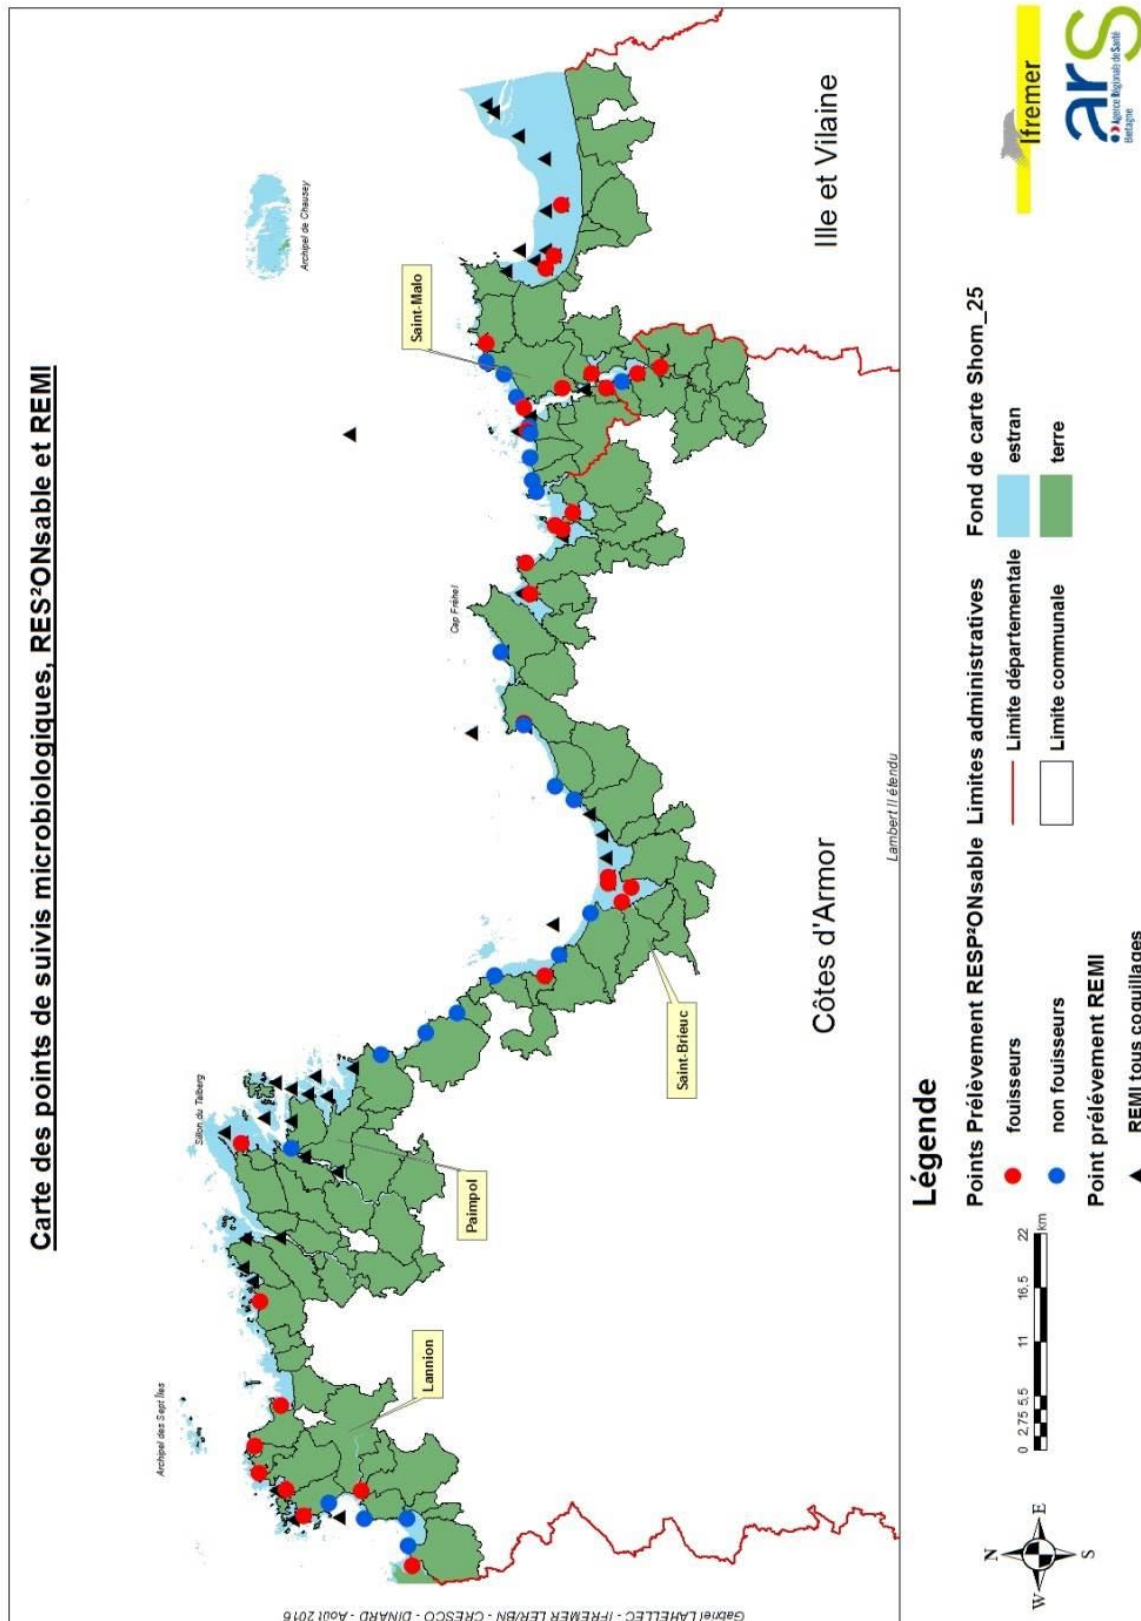 Carte des points de suivis microbiologiques, RES²ONsable et REMI
Archipel des Sept Îles
Sillon du Talberg
Cap Fréhel
Archipel de Chausey
Lannion
Paimpol
Saint-Brieuc
Saint-Malo
Côtes d'Armor
Ille et Vilaine
Lambert II étendu
Gabriel LAHELLEC - IFREMER LER/BN - CRESCO - DINARD - Août 2016
N
W
E
S
0 2.75 5.5 11 16.5 22
km
Légende
Points Prélèvement RESP²ONsable
fouisseurs
non fouisseurs
Point prélévement REMI
REMI tous coquillages
Limites administratives
Limite départementale
Limite communale
Fond de carte Shom_25
estran
terre
Ifremer
ars
Agence Régionale de Santé
Bretagne